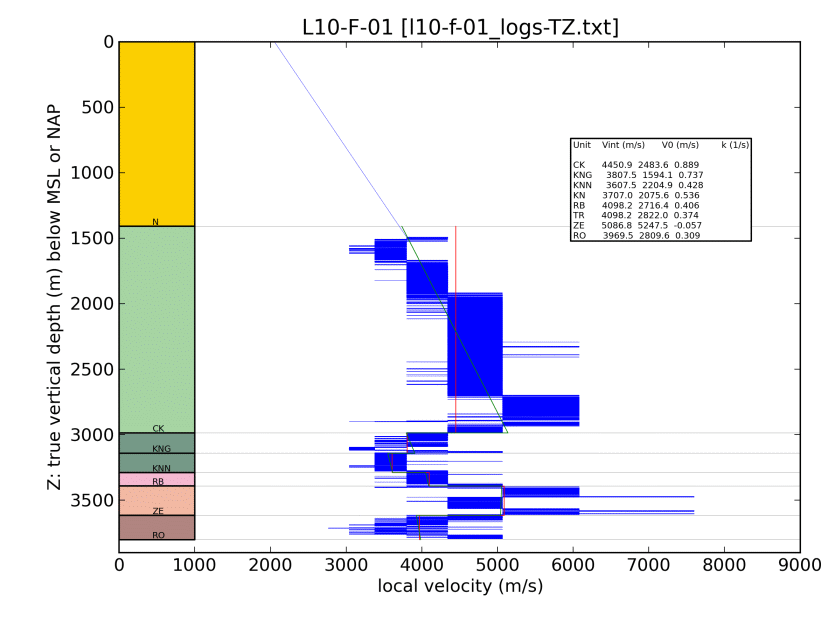 L10-F-01 [l10-f-01_logs-TZ.txt]
Z: true vertical depth (m) below MSL or NAP
0
500
1000
1500
2000
2500
3000
3500
N
CK
KNG
KNN
RB
ZE
RO
Unit Vint (m/s) V0 (m/s) k (1/s)
CK 4450.9 2483.6 0.889
KNG 3807.5 1594.1 0.737
KNN 3607.5 2204.9 0.428
KN 3707.0 2075.6 0.536
RB 4098.2 2716.4 0.406
TR 4098.2 2822.0 0.374
ZE 5086.8 5247.5 -0.057
RO 3969.5 2809.6 0.309
0 1000 2000 3000 4000 5000 6000 7000 8000 9000
local velocity (m/s)